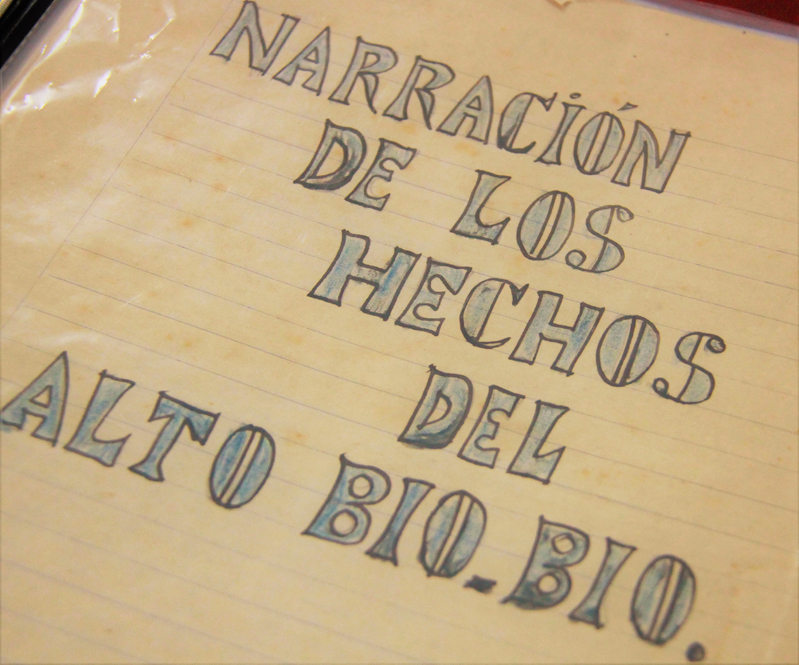 NARRACIÓN
DE LOS
HECHOS
DEL
ALTO BIO-BIO.